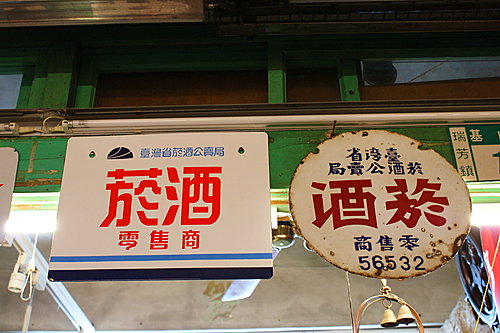 臺灣省菸酒公賣局
菸酒
零售商
臺灣省
菸酒公賣局
菸酒
零售商
56532
基
瑞芳鎮